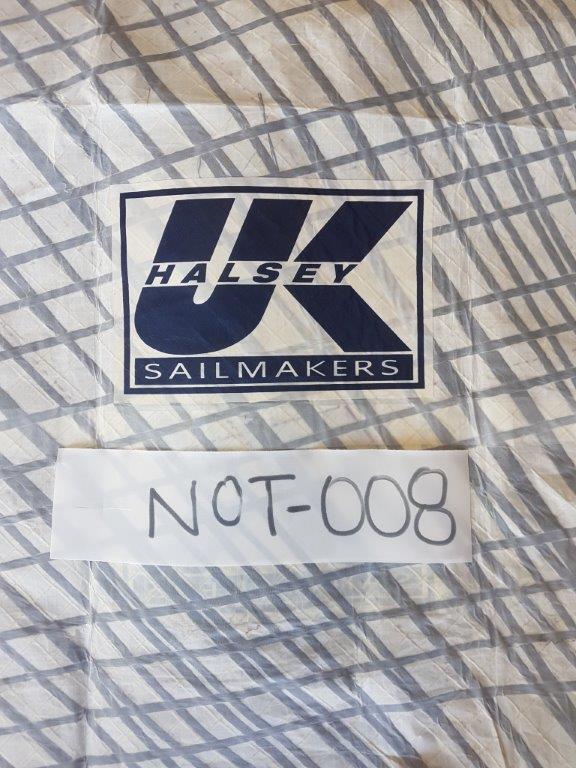 UK
HALSEY
SAILMAKERS
NOT-008